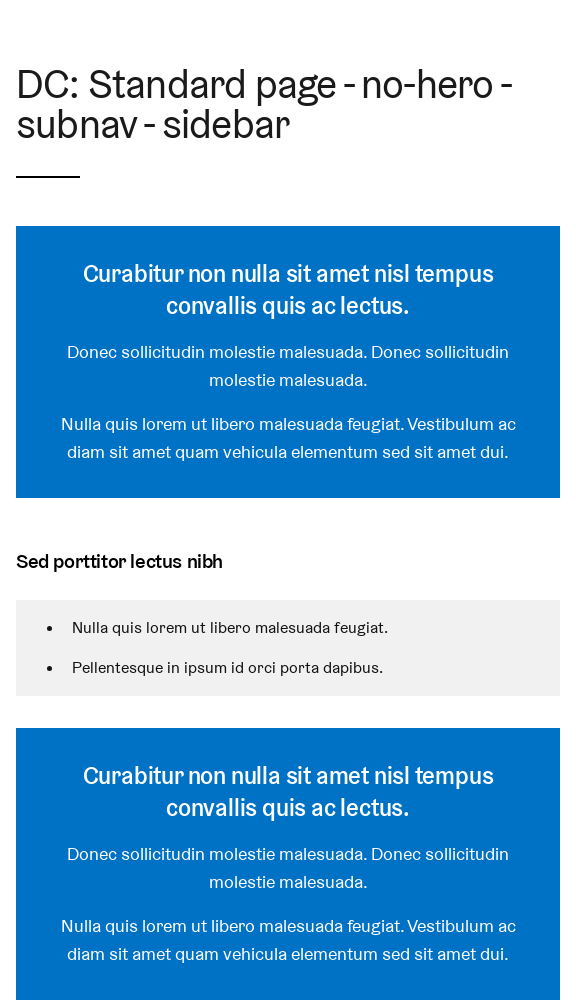 DC: Standard page - no-hero -
subnav - sidebar
Curabitur non nulla sit amet nisl tempus
convallis quis ac lectus.
Donec sollicitudin molestie malesuada. Donec sollicitudin
molestie malesuada.
Nulla quis lorem ut libero malesuada feugiat. Vestibulum ac
diam sit amet quam vehicula elementum sed sit amet dui.
Sed porttitor lectus nibh
• Nulla quis lorem ut libero malesuada feugiat.
• Pellentesque in ipsum id orci porta dapibus.
Curabitur non nulla sit amet nisl tempus
convallis quis ac lectus.
Donec sollicitudin molestie malesuada. Donec sollicitudin
molestie malesuada.
Nulla quis lorem ut libero malesuada feugiat. Vestibulum ac
diam sit amet quam vehicula elementum sed sit amet dui.